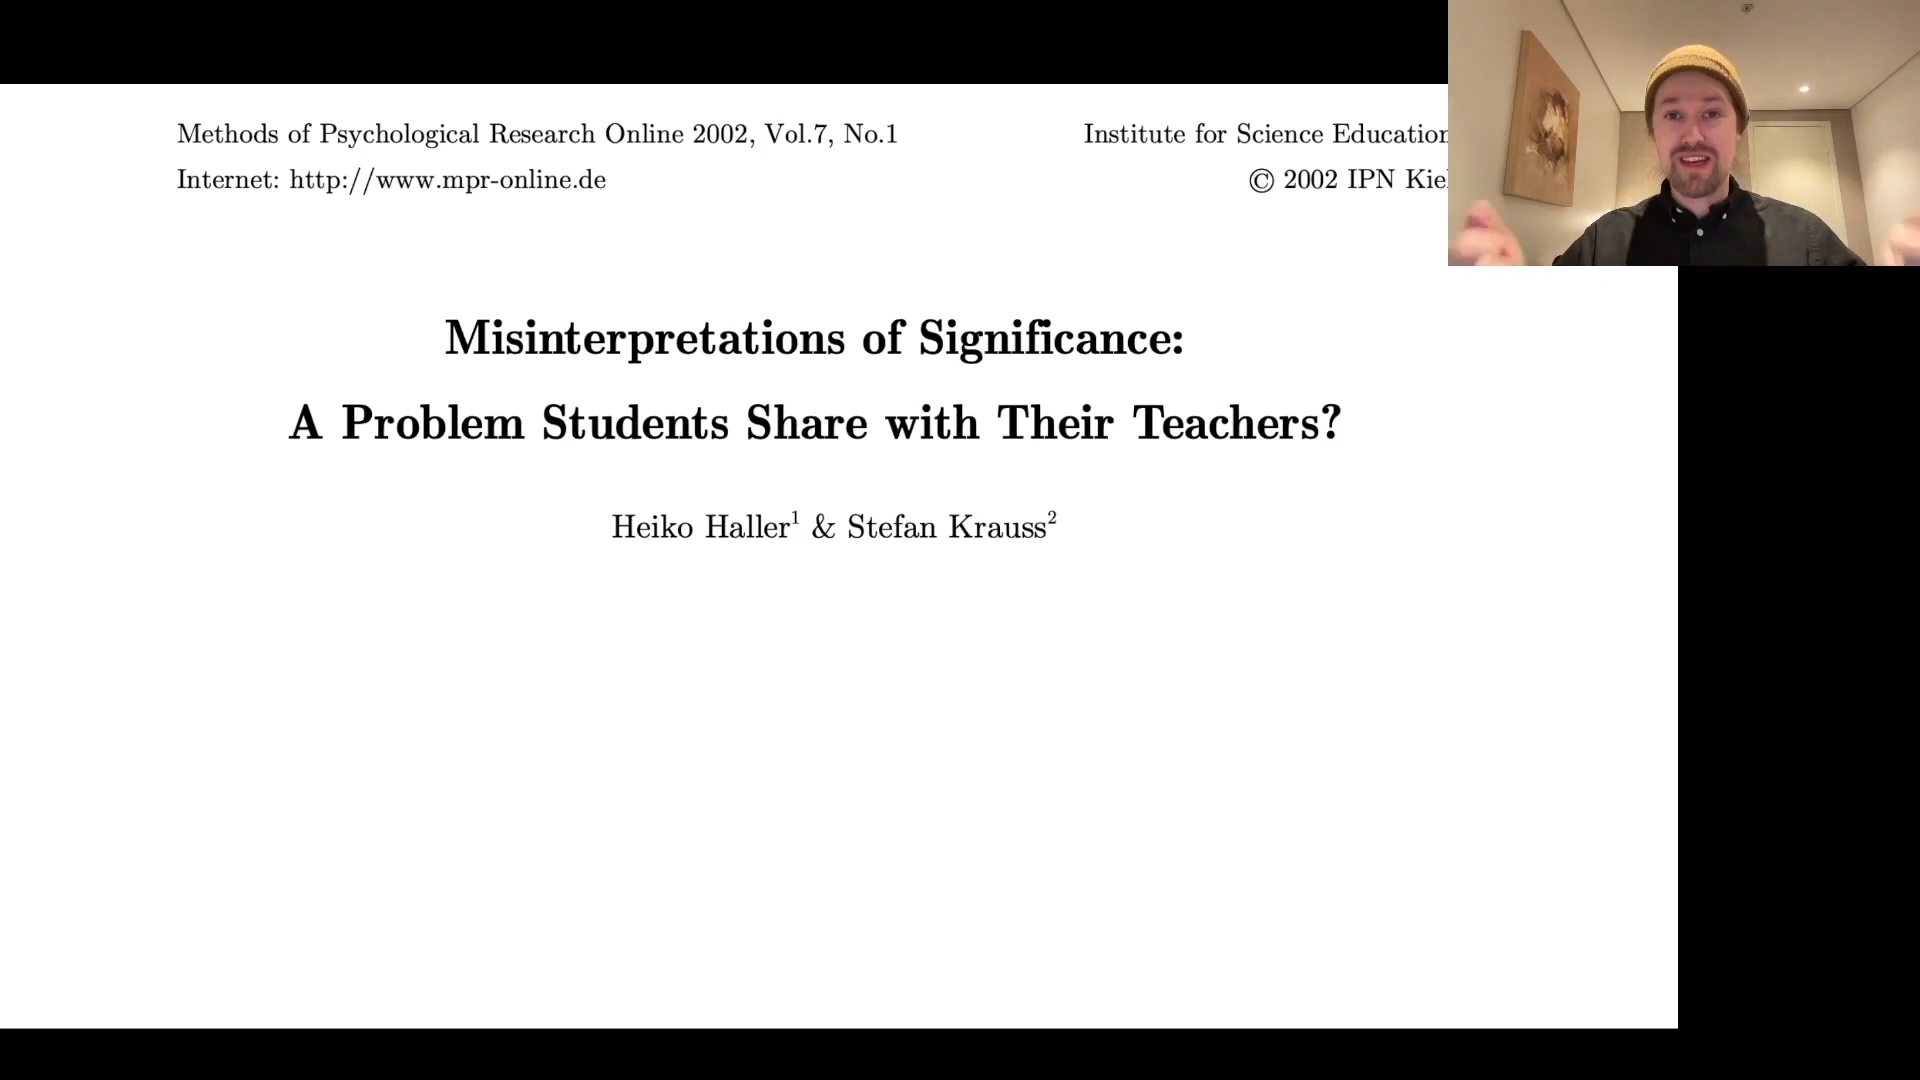 Methods of Psychological Research Online 2002, Vol.7, No.1
Institute for Science Education
Internet: http://www.mpr-online.de
© 2002 IPN Kiel
Misinterpretations of Significance:
A Problem Students Share with Their Teachers?
Heiko Haller¹ & Stefan Krauss²